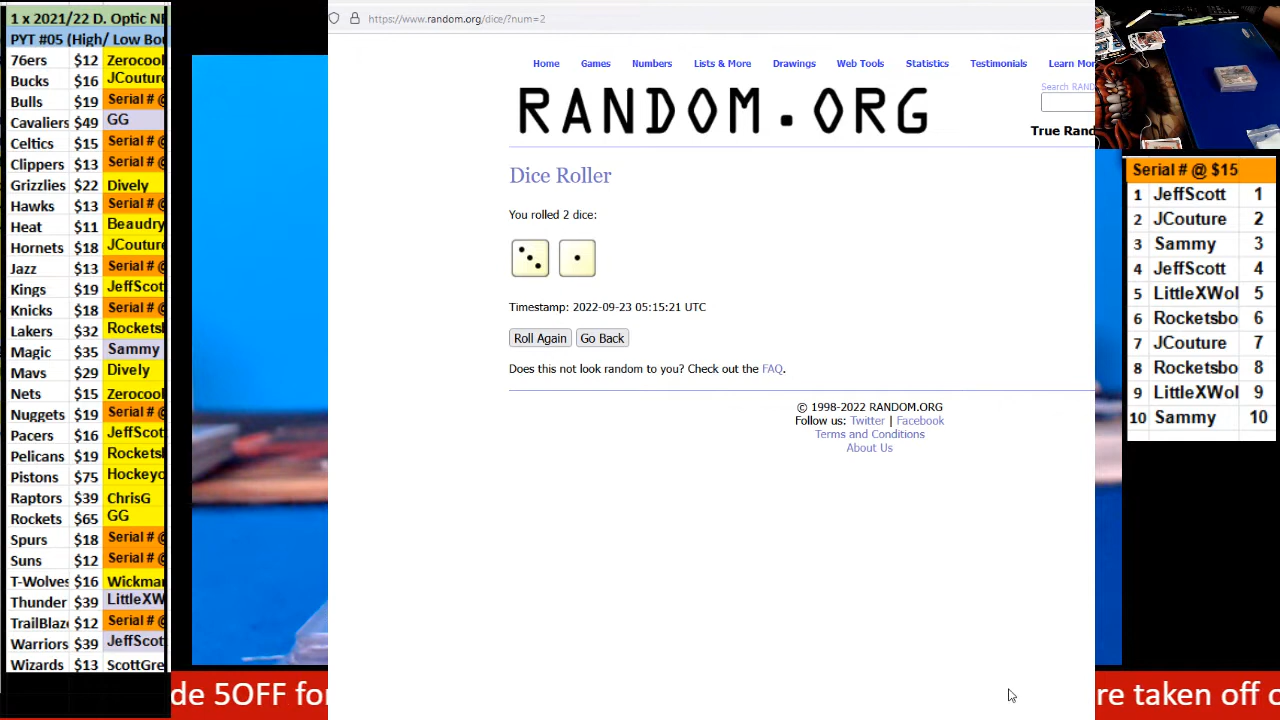 1 x 2021/22 D. Optic
PYT #05 (High/ Low
76ers $12 Zerocool
Bucks $16 JCouture
Bulls $19 Serial #
Cavaliers $49 GG
Celtics $15 Serial #
Clippers $13 Serial #
Grizzlies $22 Dively
Hawks $13 Serial #
Heat $11 Beaudry
Hornets $18 JCouture
Jazz $13 Serial #
Kings $19 JeffScot
Knicks $18 Serial #
Lakers $32 Rockets
Magic $35 Sammy
Mavs $29 Dively
Nets $15 Zerocool
Nuggets $19 Serial #
Pacers $16 JeffScot
Pelicans $19 Rockets
Pistons $75 Hockeyo
Raptors $39 ChrisG
Rockets $65 GG
Spurs $18 Serial #
Suns $12 Serial #
T-Wolves $16 Wickma
Thunder $39 LittleXW
TrailBlaz $12 Serial #
Warriors $39 JeffScot
Wizards $13 ScottGre
https://www.random.org/dice/?num=2
Home Games Numbers Lists & More Drawings Web Tools Statistics Testimonials Learn Mor
Search RAND
RANDOM.ORG
True Rand
Dice Roller
You rolled 2 dice:
Timestamp: 2022-09-23 05:15:21 UTC
Roll Again Go Back
Does this not look random to you? Check out the FAQ.
© 1998-2022 RANDOM.ORG
Follow us: Twitter | Facebook
Terms and Conditions
About Us
Serial # @ $15
1 JeffScott 1
2 JCouture 2
3 Sammy 3
4 JeffScott 4
5 LittleXWol 5
6 Rocketsbo 6
7 JCouture 7
8 Rocketsbo 8
9 LittleXWol 9
10 Sammy 10
de 5OFF for
re taken off o